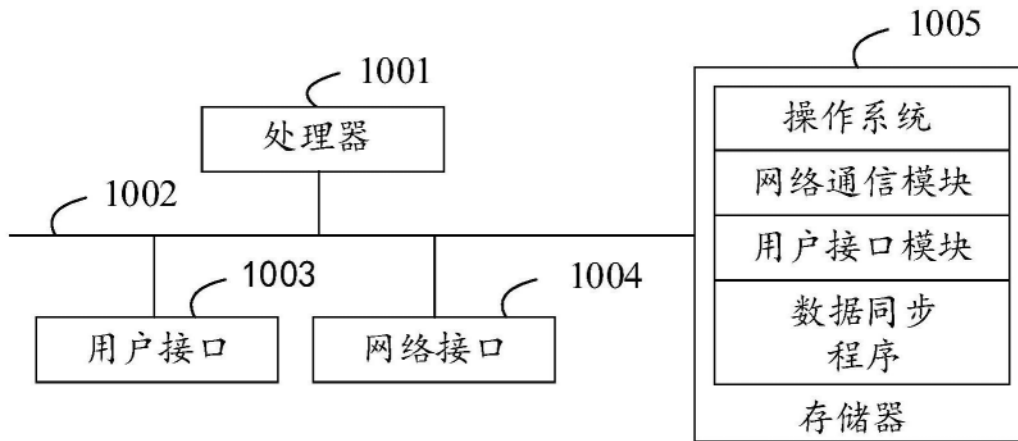 1005
1001
操作系统
处理器
网络通信模块
1002
用户接口模块
1003
1004
数据同步
程序
用户接口
网络接口
存储器